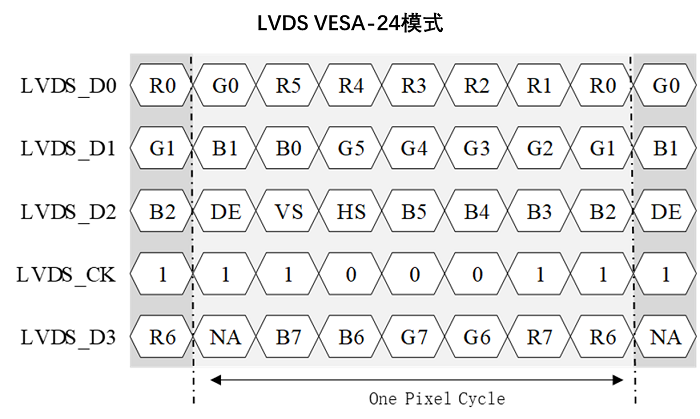 LVDS VESA-24模式
LVDS_D0 R0 G0 R5 R4 R3 R2 R1 R0 G0
LVDS_D1 G1 B1 B0 G5 G4 G3 G2 G1 B1
LVDS_D2 B2 DE VS HS B5 B4 B3 B2 DE
LVDS_CK 1 1 1 0 0 0 1 1 1
LVDS_D3 R6 NA B7 B6 G7 G6 R7 R6 NA
One Pixel Cycle